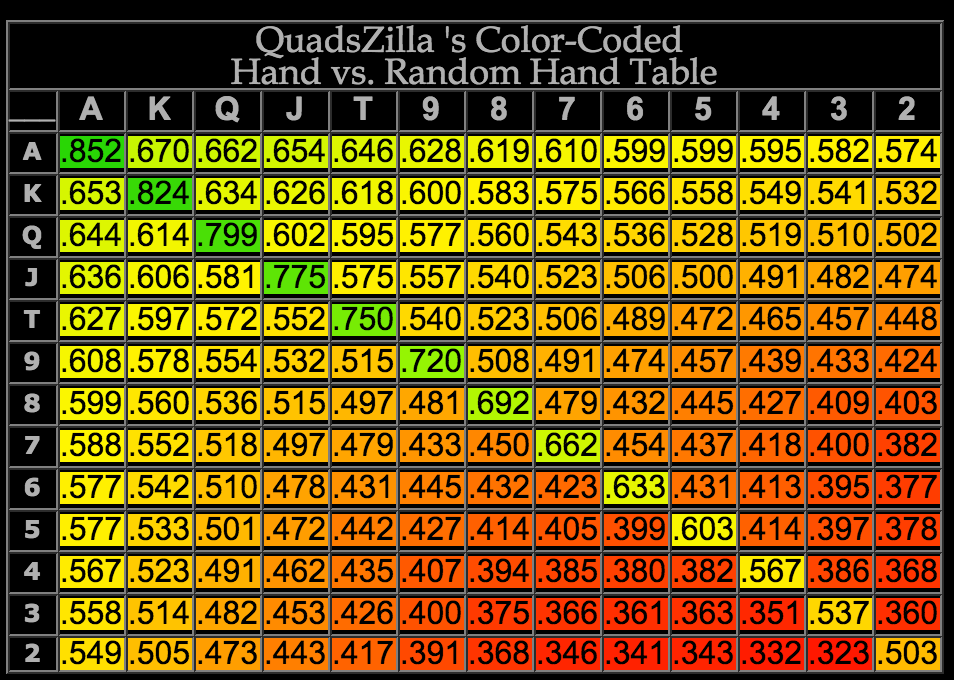 QuadsZilla 's Color-Coded
Hand vs. Random Hand Table
A K Q J T 9 8 7 6 5 4 3 2
A .852 .670 .662 .654 .646 .628 .619 .610 .599 .599 .595 .582 .574
K .653 .824 .634 .626 .618 .600 .583 .575 .566 .558 .549 .541 .532
Q .644 .614 .799 .602 .595 .577 .560 .543 .536 .528 .519 .510 .502
J .636 .606 .581 .775 .575 .557 .540 .523 .506 .500 .491 .482 .474
T .627 .597 .572 .552 .750 .540 .523 .506 .489 .472 .465 .457 .448
9 .608 .578 .554 .532 .515 .720 .508 .491 .474 .457 .439 .433 .424
8 .599 .560 .536 .515 .497 .481 .692 .479 .432 .445 .427 .409 .403
7 .588 .552 .518 .497 .479 .433 .450 .662 .454 .437 .418 .400 .382
6 .577 .542 .510 .478 .431 .445 .432 .423 .633 .431 .413 .395 .377
5 .577 .533 .501 .472 .442 .427 .414 .405 .399 .603 .414 .397 .378
4 .567 .523 .491 .462 .435 .407 .394 .385 .380 .382 .567 .386 .368
3 .558 .514 .482 .453 .426 .400 .375 .366 .361 .363 .351 .537 .360
2 .549 .505 .473 .443 .417 .391 .368 .346 .341 .343 .332 .323 .503